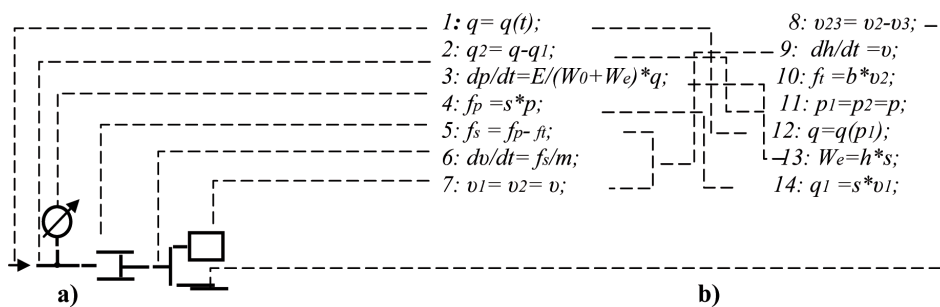 1: q= q(t);
2: q2= q-q1;
3: dp/dt=E/(W0+We)*q;
4: fp=s*p;
5: fs = fp- ft;
6: dυ/dt= fs/m;
7: υ1= υ2= υ;
8: υ23= υ2-υ3;
9: dh/dt =υ;
10: ft =b*υ2;
11: p1=p2=p;
12: q=q(p1);
13: We=h*s;
14: q1 =s*υ1;
a)
b)